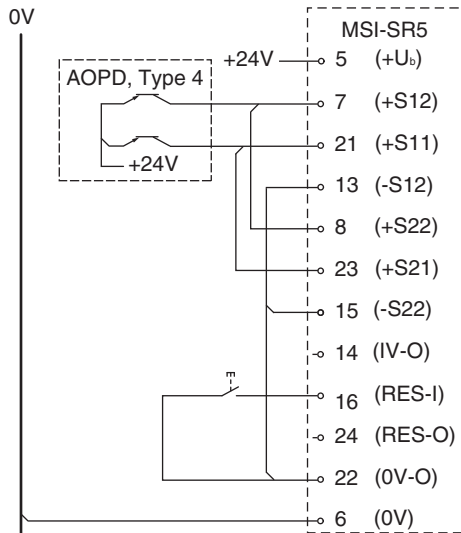 0V
MSI-SR5
+24V 5 (+Ub)
AOPD, Type 4
7 (+S12)
21 (+S11)
+24V
13 (-S12)
8 (+S22)
23 (+S21)
15 (-S22)
14 (IV-O)
16 (RES-I)
24 (RES-O)
22 (0V-O)
6 (0V)